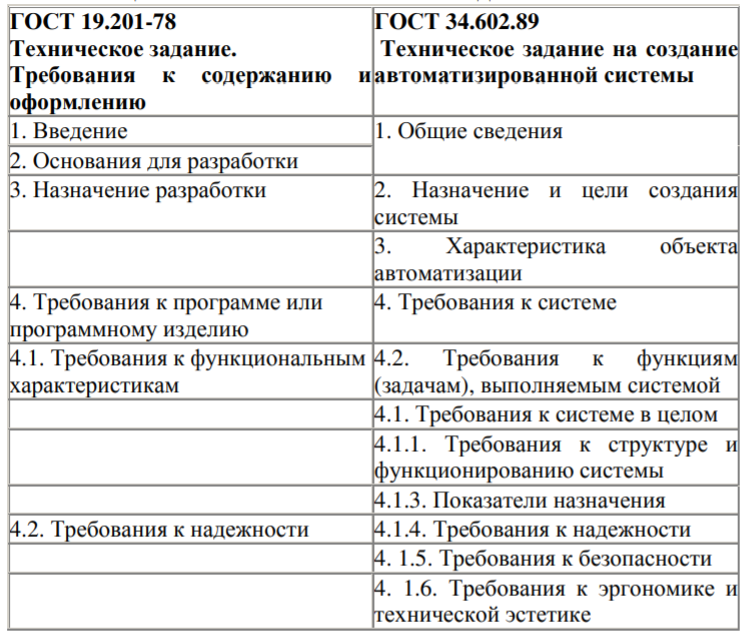 ГОСТ 19.201-78
Техническое задание.
Требования к содержанию и
оформлению
ГОСТ 34.602.89
Техническое задание на создание
автоматизированной системы
1. Введение
1. Общие сведения
2. Основания для разработки
3. Назначение разработки
2. Назначение и цели создания
системы
3. Характеристика объекта
автоматизации
4. Требования к программе или
программному изделию
4. Требования к системе
4.1. Требования к функциональным
характеристикам
4.2. Требования к функциям
(задачам), выполняемым системой
4.1. Требования к системе в целом
4.1.1. Требования к структуре и
функционированию системы
4.1.3. Показатели назначения
4.2. Требования к надежности
4.1.4. Требования к надежности
4. 1.5. Требования к безопасности
4. 1.6. Требования к эргономике и
технической эстетике